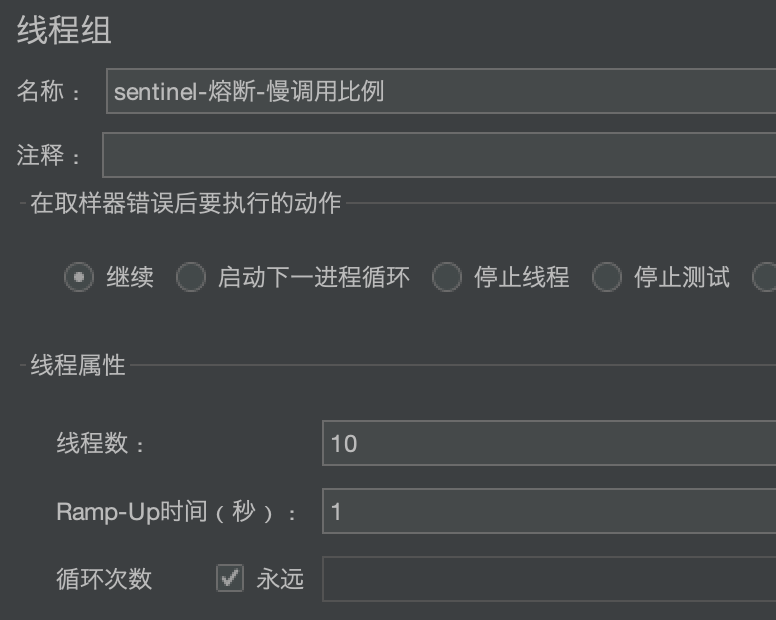 线程组
名称： sentinel-熔断-慢调用比例
注释：
在取样器错误后要执行的动作
继续 启动下一进程循环 停止线程 停止测试
线程属性
线程数： 10
Ramp-Up时间（秒）： 1
循环次数 永远